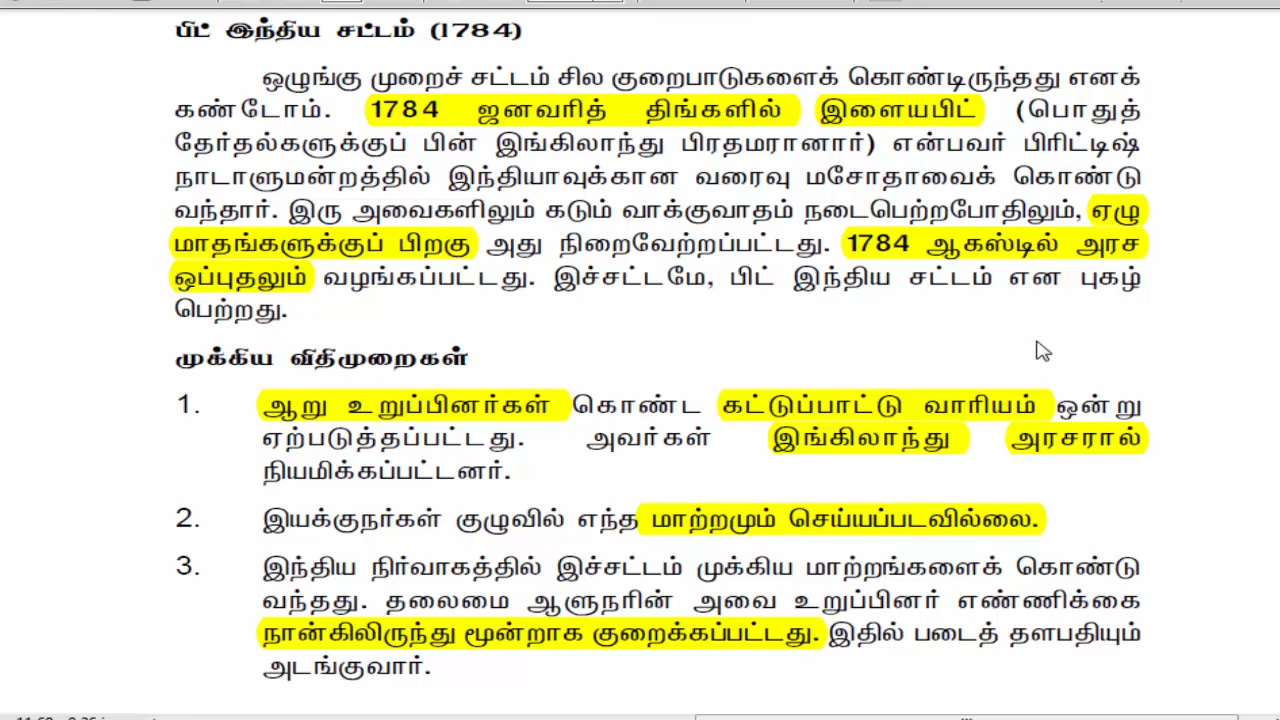 பிட் இந்திய சட்டம் (1784)
ஒழுங்கு முறைச் சட்டம் சில குறைபாடுகளைக் கொண்டிருந்தது எனக்
கண்டோம். 1784 ஜனவரித் திங்களில் இளையபிட் (பொதுத்
தேர்தல்களுக்குப் பின் இங்கிலாந்து பிரதமரானார்) என்பவர் பிரிட்டிஷ்
நாடாளுமன்றத்தில் இந்தியாவுக்கான வரைவு மசோதாவைக் கொண்டு
வந்தார். இரு அவைகளிலும் கடும் வாக்குவாதம் நடைபெற்றபோதிலும், ஏழு
மாதங்களுக்குப் பிறகு அது நிறைவேற்றப்பட்டது. 1784 ஆகஸ்டில் அரச
ஒப்புதலும் வழங்கப்பட்டது. இச்சட்டமே, பிட் இந்திய சட்டம் என புகழ்
பெற்றது.
முக்கிய விதிமுறைகள்
1. ஆறு உறுப்பினர்கள் கொண்ட கட்டுப்பாட்டு வாரியம் ஒன்று
ஏற்படுத்தப்பட்டது. அவர்கள் இங்கிலாந்து அரசரால்
நியமிக்கப்பட்டனர்.
2. இயக்குநர்கள் குழுவில் எந்த மாற்றமும் செய்யப்படவில்லை.
3. இந்திய நிர்வாகத்தில் இச்சட்டம் முக்கிய மாற்றங்களைக் கொண்டு
வந்தது. தலைமை ஆளுநரின் அவை உறுப்பினர் எண்ணிக்கை
நான்கிலிருந்து மூன்றாக குறைக்கப்பட்டது. இதில் படைத் தளபதியும்
அடங்குவார்.